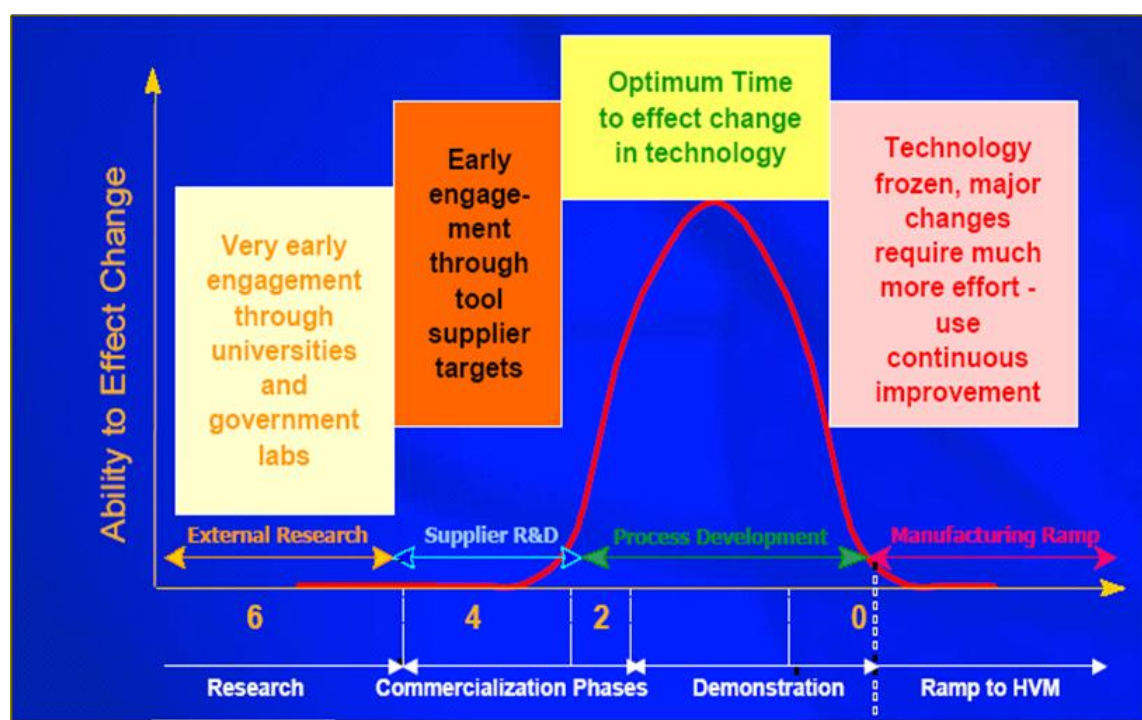 Ability to Effect Change
Very early
engagement
through
universities
and
government
labs
Early
engage-
ment
through
tool
supplier
targets
Optimum Time
to effect change
in technology
Technology
frozen, major
changes
require much
more effort -
use
continuous
improvement
External Research
Supplier R&D
Process Development
Manufacturing Ramp
6
4
2
0
Research
Commercialization Phases
Demonstration
Ramp to HVM